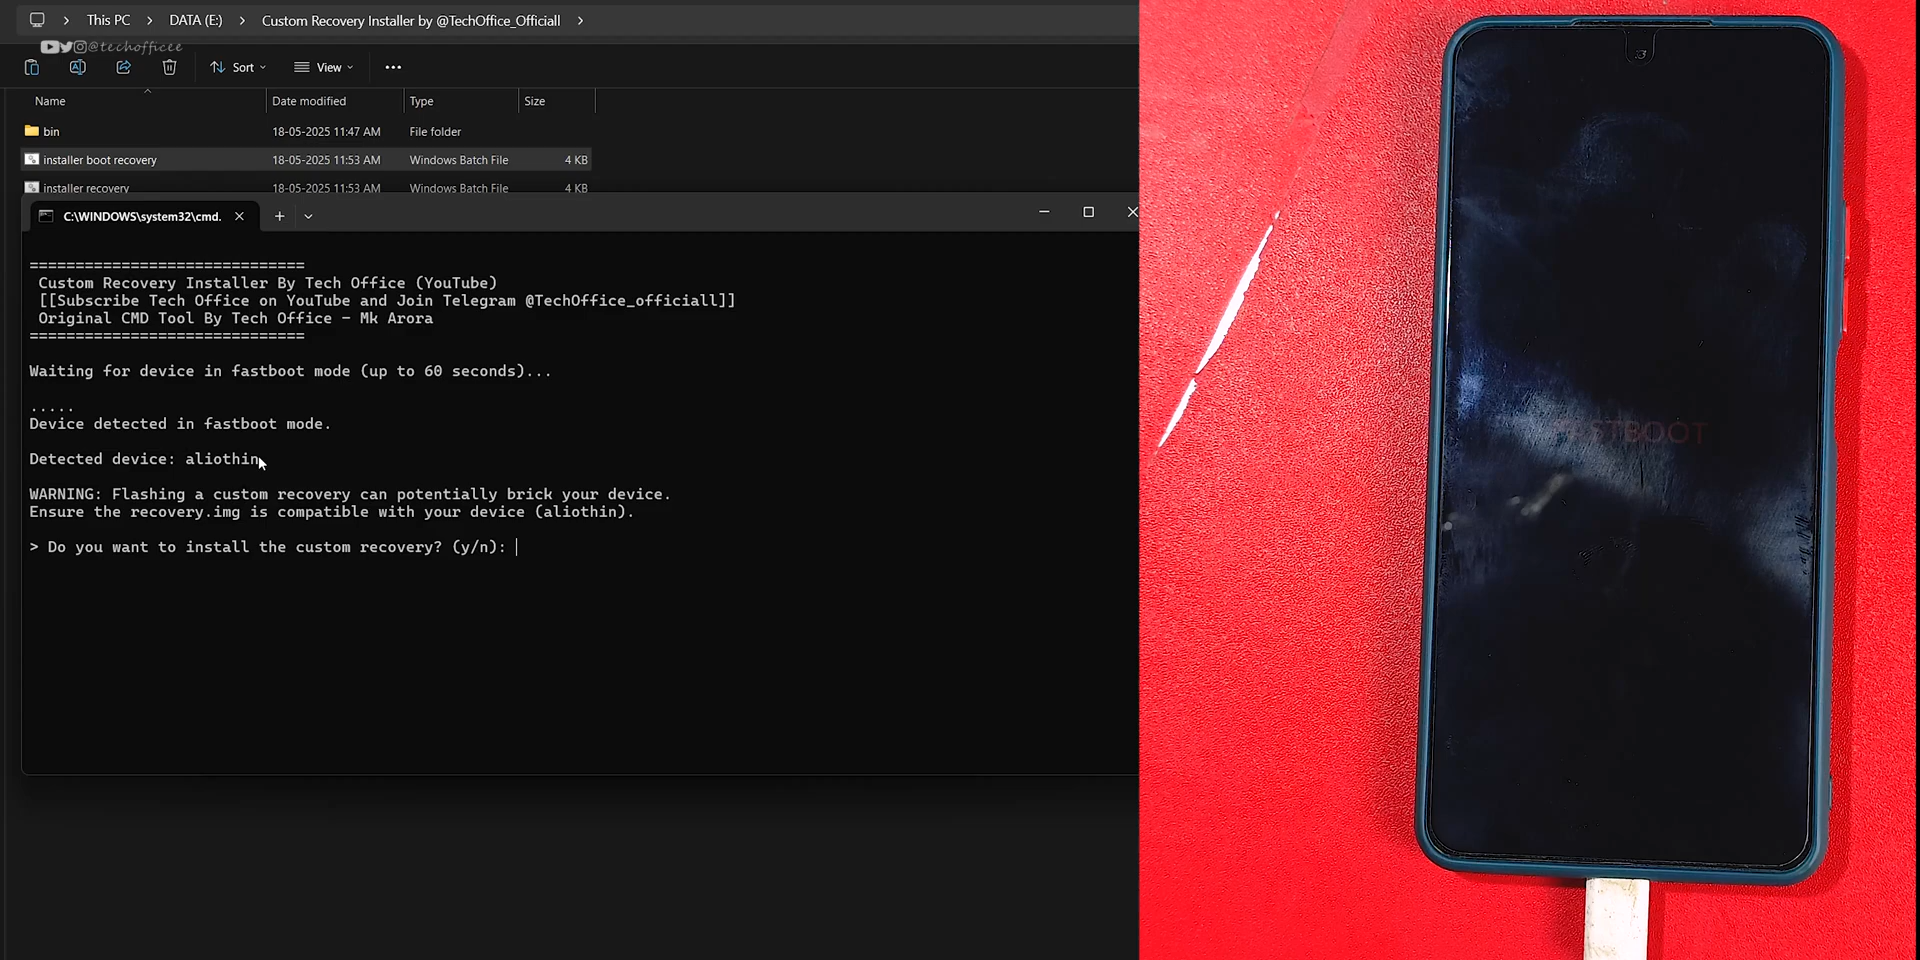 This PC
DATA (E:)
Custom Recovery Installer by @TechOffice_Officiall
@techofficee
Sort
View
Name
Date modified
Type
Size
bin
18-05-2025 11:47 AM
File folder
installer boot recovery
18-05-2025 11:53 AM
Windows Batch File
4 KB
installer recovery
18-05-2025 11:53 AM
Windows Batch File
4 KB
C:\WINDOWS\system32\cmd.
==============================
Custom Recovery Installer By Tech Office (YouTube)
[[Subscribe Tech Office on YouTube and Join Telegram @TechOffice_officiall]]
Original CMD Tool By Tech Office - Mk Arora
==============================
Waiting for device in fastboot mode (up to 60 seconds)...
.....
Device detected in fastboot mode.
Detected device: aliothin
WARNING: Flashing a custom recovery can potentially brick your device.
Ensure the recovery.img is compatible with your device (aliothin).
> Do you want to install the custom recovery? (y/n):
FASTBOOT